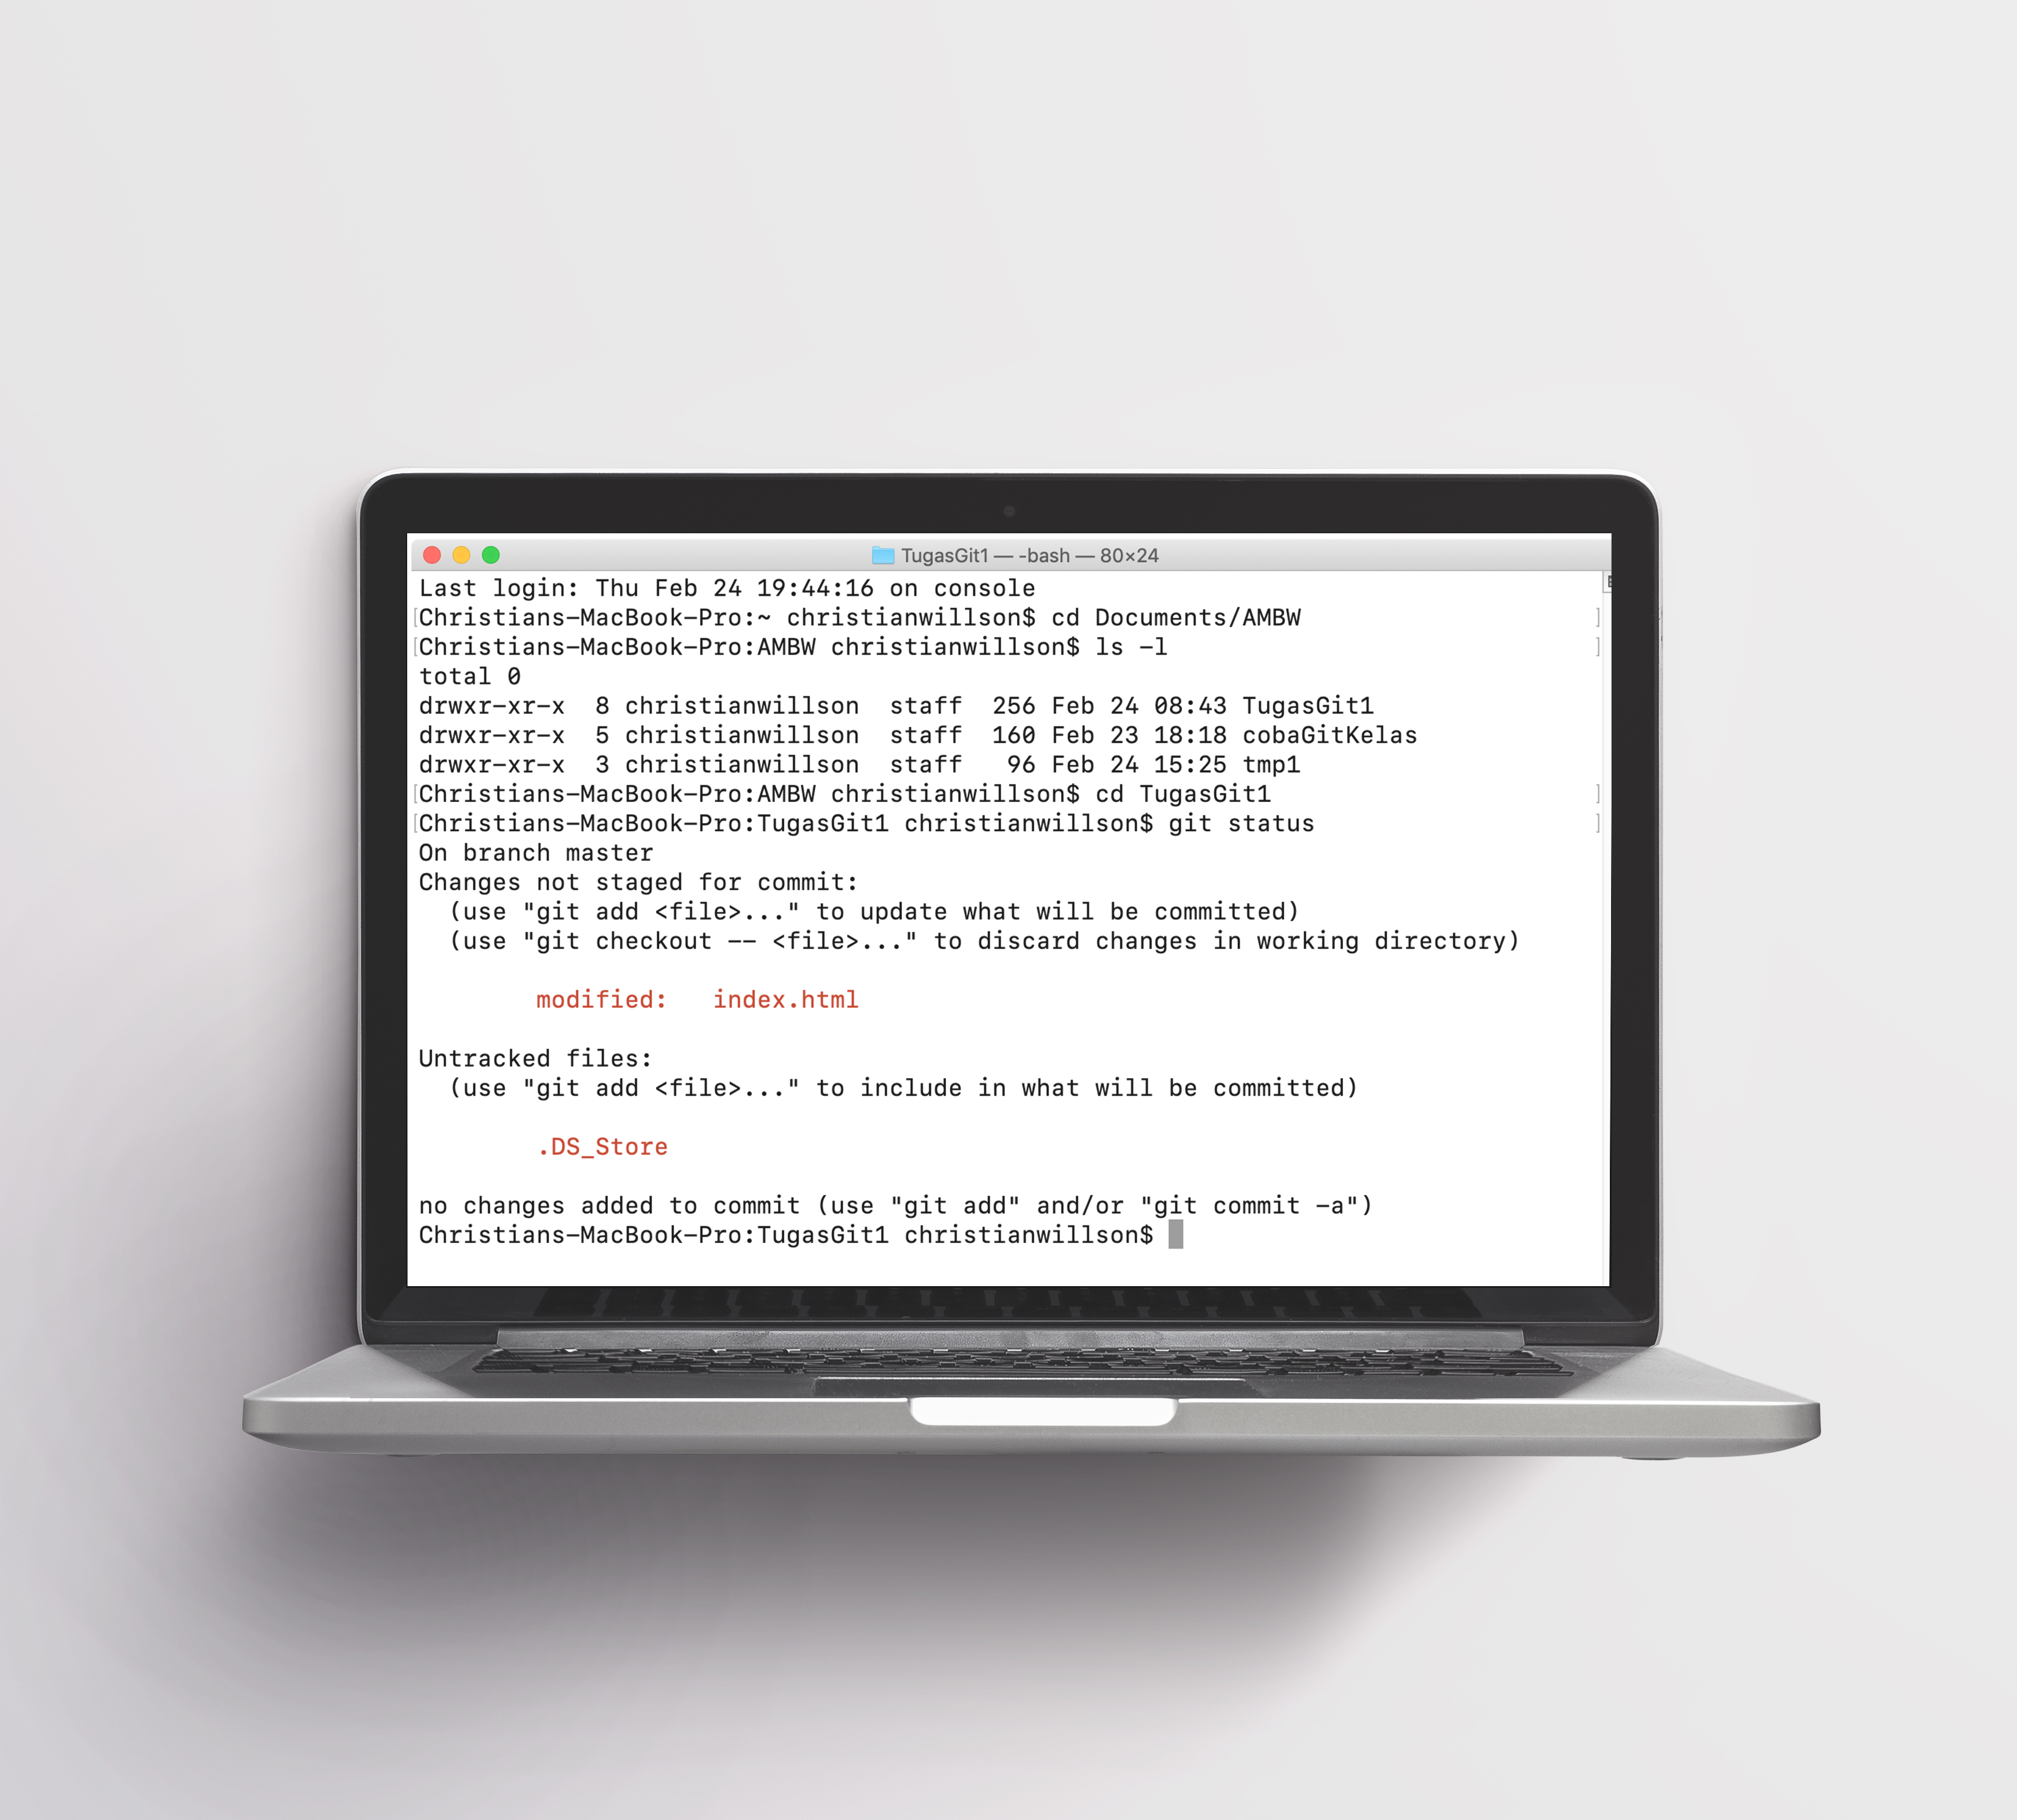 TugasGit1 — -bash — 80×24
Last login: Thu Feb 24 19:44:16 on console
[Christians-MacBook-Pro:~ christianwillson$ cd Documents/AMBW ]
[Christians-MacBook-Pro:AMBW christianwillson$ ls -l ]
total 0
drwxr-xr-x  8 christianwillson  staff  256 Feb 24 08:43 TugasGit1
drwxr-xr-x  5 christianwillson  staff  160 Feb 23 18:18 cobaGitKelas
drwxr-xr-x  3 christianwillson  staff   96 Feb 24 15:25 tmp1
[Christians-MacBook-Pro:AMBW christianwillson$ cd TugasGit1 ]
[Christians-MacBook-Pro:TugasGit1 christianwillson$ git status ]
On branch master
Changes not staged for commit:
  (use "git add <file>..." to update what will be committed)
  (use "git checkout -- <file>..." to discard changes in working directory)
        modified:   index.html
Untracked files:
  (use "git add <file>..." to include in what will be committed)
        .DS_Store
no changes added to commit (use "git add" and/or "git commit -a")
Christians-MacBook-Pro:TugasGit1 christianwillson$